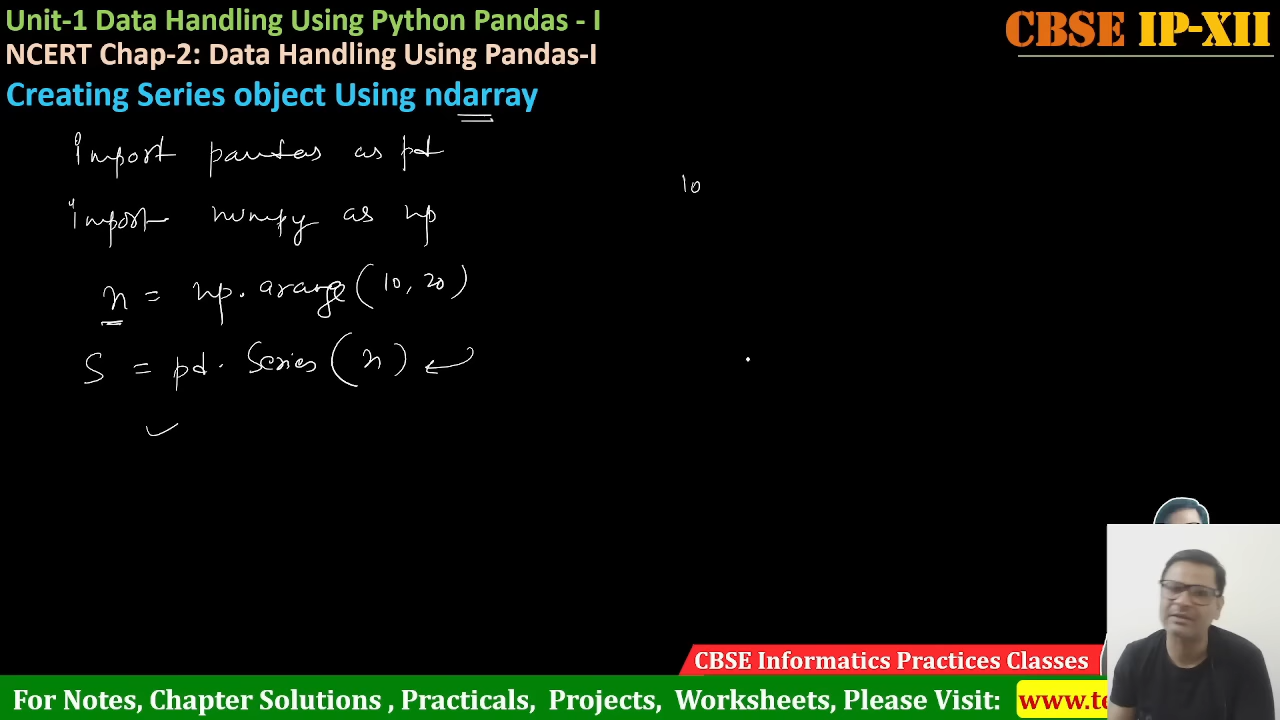 Unit-1 Data Handling Using Python Pandas - I
NCERT Chap-2: Data Handling Using Pandas-I
CBSE IP-XII
Creating Series object Using ndarray
import pandas as pd
10
import numpy as np
n = np.arange(10, 20)
S = pd.Series(n)
CBSE Informatics Practices Classes
For Notes, Chapter Solutions , Practicals, Projects, Worksheets, Please Visit: